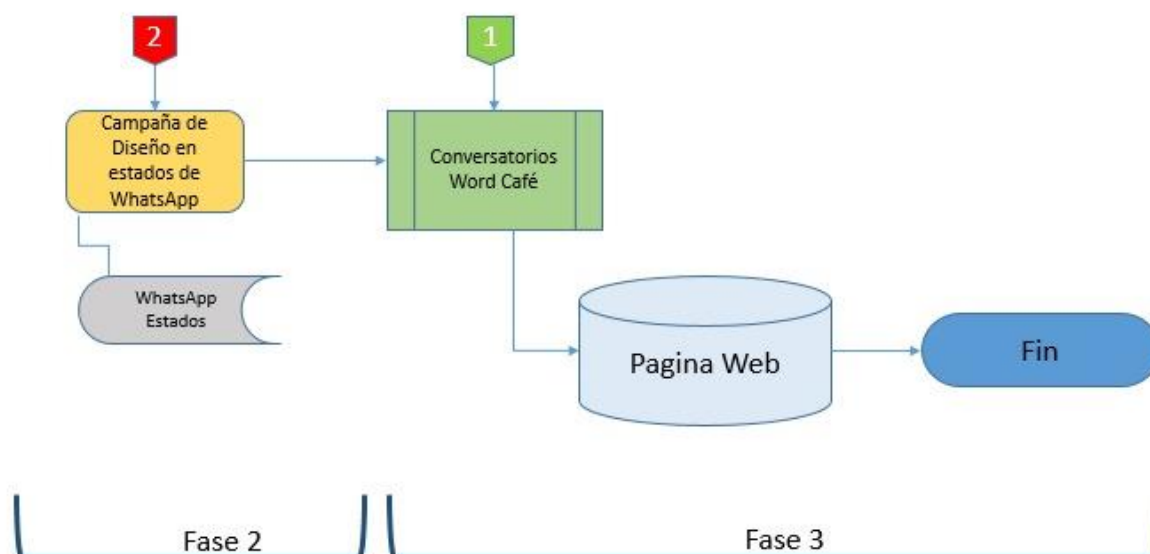 2
1
Campaña de
Diseño en
estados de
WhatsApp
Conversatorios
Word Café
WhatsApp
Estados
Pagina Web
Fin
Fase 2
Fase 3